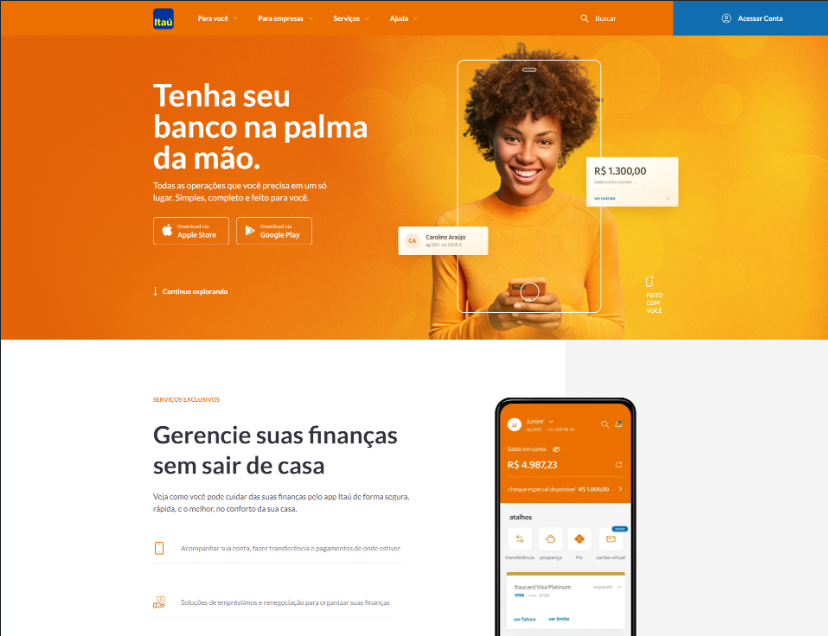 Itaú
Para você
Para empresas
Serviços
Ajuda
Buscar
Acessar Conta
Tenha seu
banco na palma
da mão.
Todas as operações que você precisa em um só
lugar. Simples, completo e feito para você.
Download via
Apple Store
Download via
Google Play
Continue explorando
R$ 1.300,00
ver extrato
CA
Caroline Araújo
FEITO
COM
VOCÊ
SERVIÇOS EXCLUSIVOS
Gerencie suas finanças
sem sair de casa
Veja como você pode cuidar das suas finanças pelo app Itaú de forma segura,
rápida, e o melhor, no conforto da sua casa.
Acompanhar sua conta, fazer transferência e pagamentos de onde estiver
Soluções de empréstimos e renegociação para organizar suas finanças
Junior
Saldo em conta
R$ 4.987,23
cheque especial disponível R$ 1.000,00
atalhos
transferência
poupança
Pix
cartão virtual
Itaucard Visa Platinum
expandir
VISA
ver fatura
ver limite